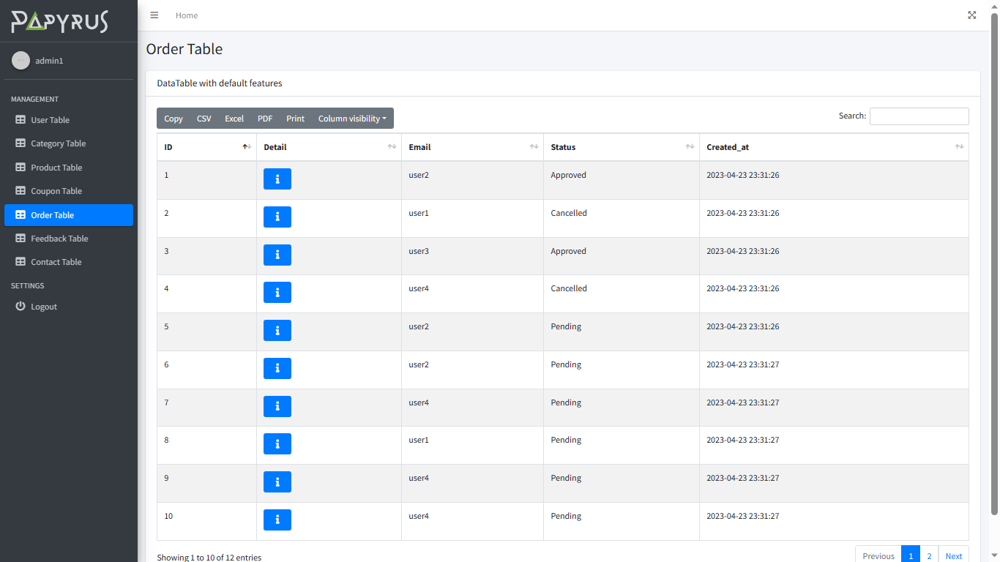 PAPYRUS
Home
admin1
Order Table
DataTable with default features
MANAGEMENT
User Table
Category Table
Product Table
Coupon Table
Order Table
Feedback Table
Contact Table
SETTINGS
Logout
Copy CSV Excel PDF Print Column visibility
Search:
ID Detail Email Status Created_at
1 user2 Approved 2023-04-23 23:31:26
2 user1 Cancelled 2023-04-23 23:31:26
3 user3 Approved 2023-04-23 23:31:26
4 user4 Cancelled 2023-04-23 23:31:26
5 user2 Pending 2023-04-23 23:31:26
6 user2 Pending 2023-04-23 23:31:27
7 user4 Pending 2023-04-23 23:31:27
8 user1 Pending 2023-04-23 23:31:27
9 user4 Pending 2023-04-23 23:31:27
10 user4 Pending 2023-04-23 23:31:27
Showing 1 to 10 of 12 entries
Previous 1 2 Next